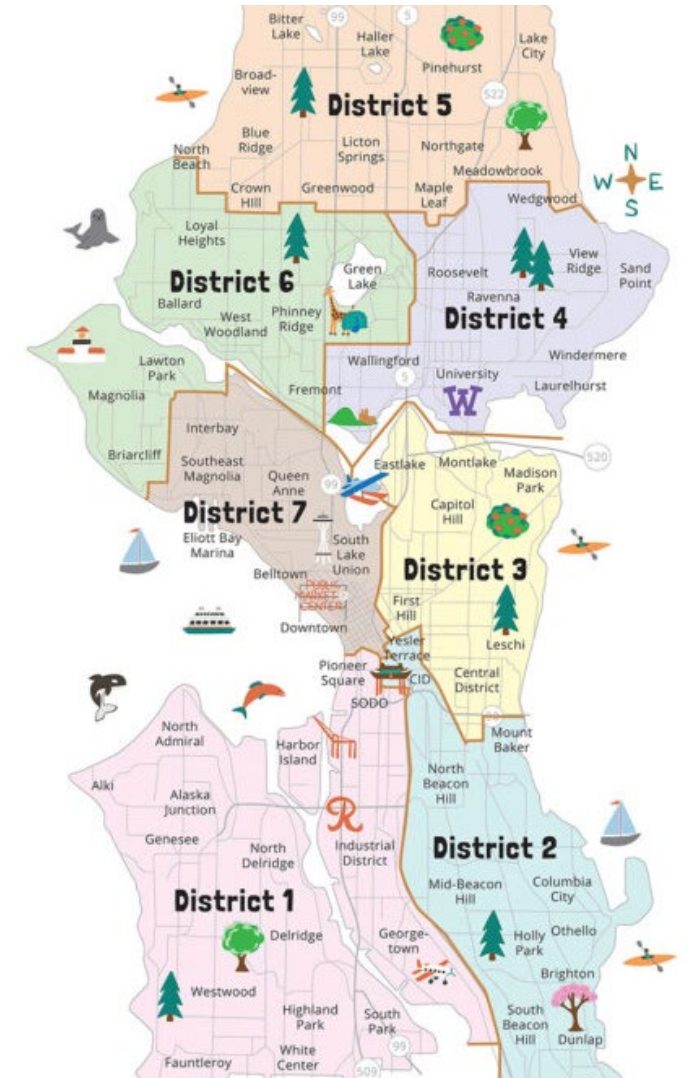 Bitter
Lake
99
5
Haller
Lake
Lake
City
Pinehurst
Broad-
view
522
District 5
Blue
Ridge
Licton
Springs
Northgate
North
Beach
Meadowbrook
Crown
Hill
Greenwood
Maple
Leaf
Wedgwood
N
W
E
S
Loyal
Heights
Green
Lake
Roosevelt
View
Ridge
Sand
Point
District 6
Ballard
West
Woodland
Phinney
Ridge
Ravenna
District 4
Lawton
Park
Wallingford
5
University
Windermere
Laurelhurst
W
Magnolia
Fremont
Interbay
Briarcliff
Southeast
Magnolia
Queen
Anne
99
Eastlake
Montlake
520
Madison
Park
District 7
Capitol
Hill
Eliott Bay
Marina
South
Lake
Union
District 3
Belltown
PUBLIC
MARKET
CENTER
First
Hill
Downtown
Yesler
Terrace
Leschi
Pioneer
Square
CID
Central
District
SODO
North
Admiral
Harbor
Island
Mount
Baker
Alki
Alaska
Junction
North
Beacon
Hill
R
Genesee
North
Delridge
Industrial
District
District 2
Mid-Beacon
Hill
Columbia
City
District 1
Delridge
George-
town
Holly
Park
Othello
Brighton
Westwood
Highland
Park
South
Park
South
Beacon
Hill
Dunlap
99
White
Center
Fauntleroy
509